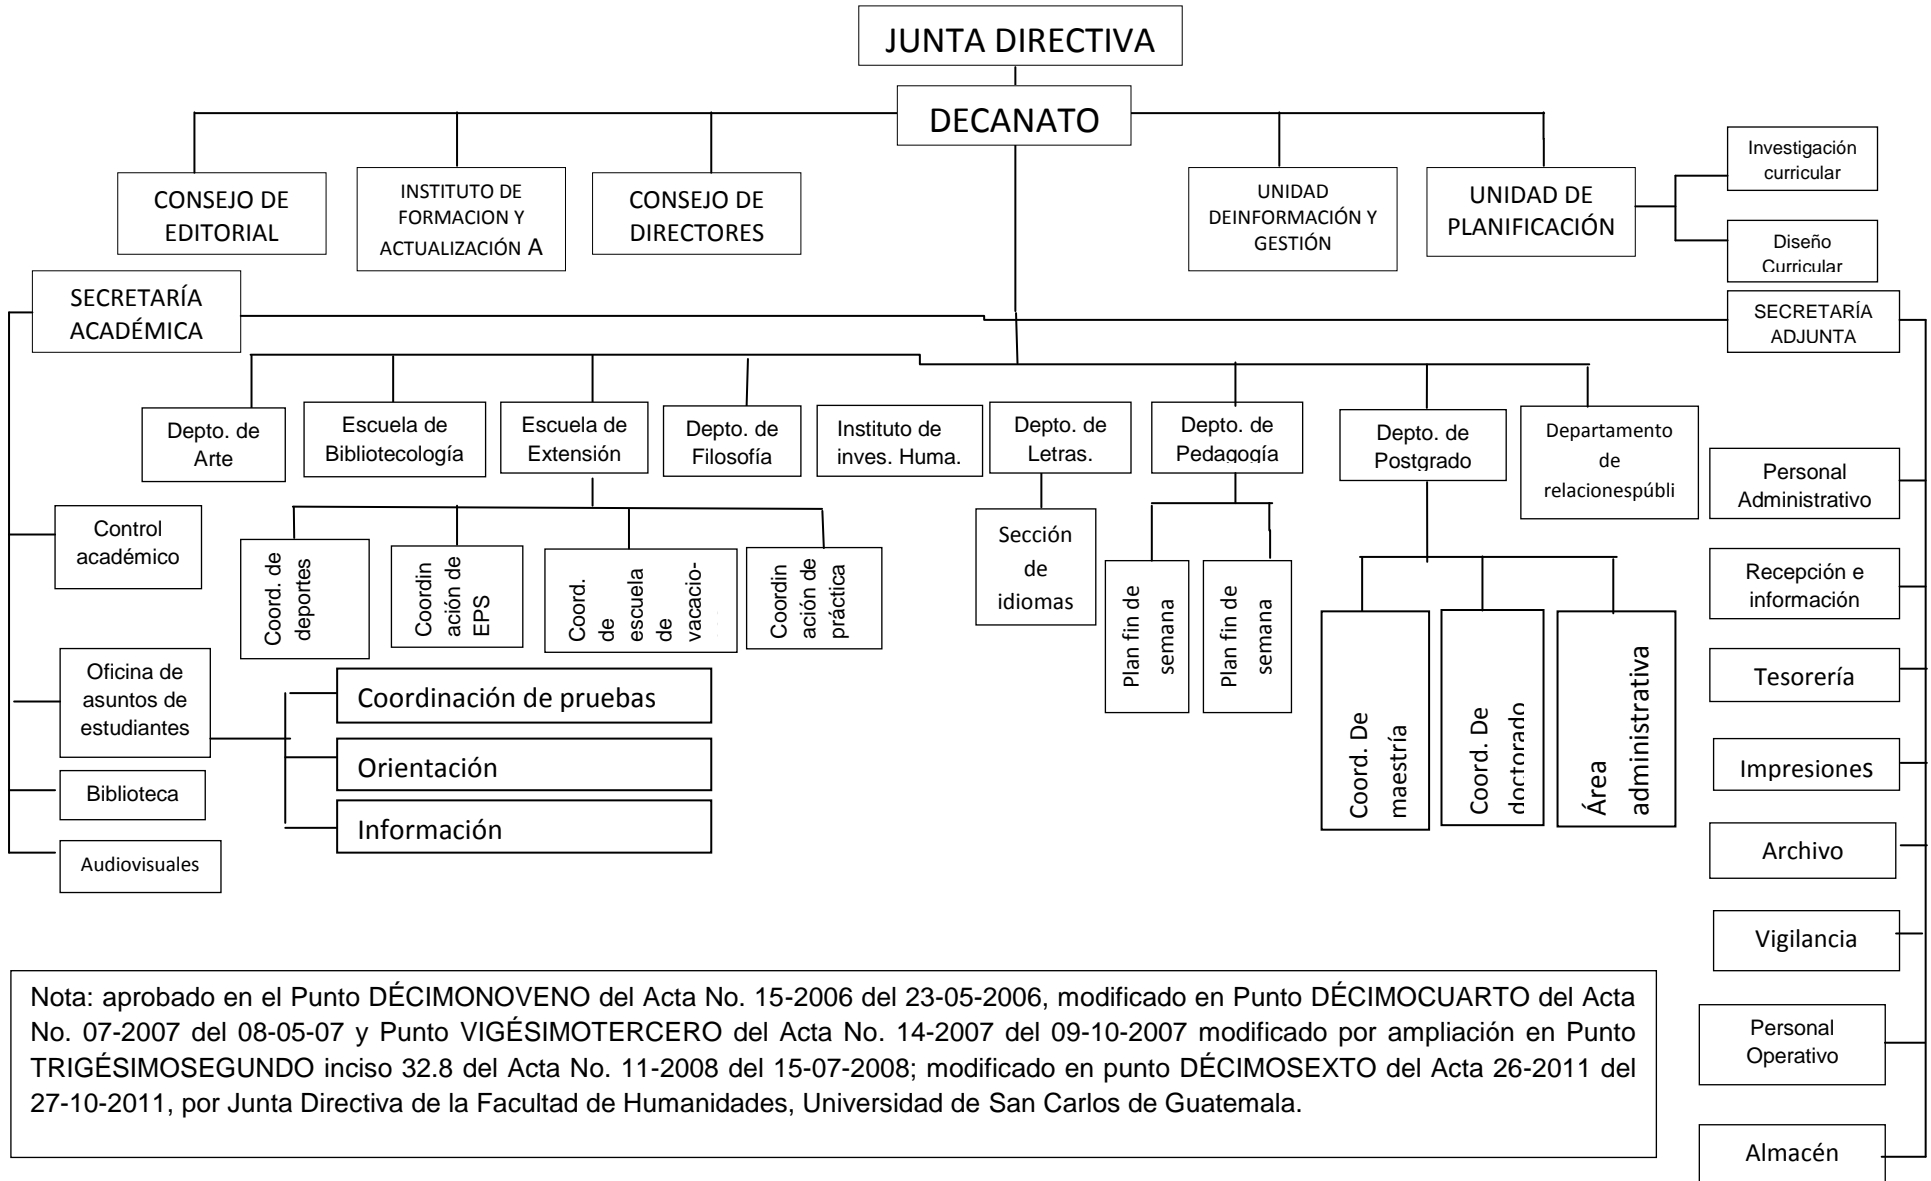 JUNTA DIRECTIVA
DECANATO
CONSEJO DE
EDITORIAL
INSTITUTO DE
FORMACION Y
ACTUALIZACIÓN A
CONSEJO DE
DIRECTORES
UNIDAD
DEINFORMACIÓN Y
GESTIÓN
UNIDAD DE
PLANIFICACIÓN
Investigación
curricular
Diseño
Curricular
SECRETARÍA
ACADÉMICA
SECRETARÍA
ADJUNTA
Depto. de
Arte
Escuela de
Bibliotecología
Escuela de
Extensión
Depto. de
Filosofía
Instituto de
inves. Huma.
Depto. de
Letras.
Depto. de
Pedagogía
Depto. de
Postgrado
Departamento
de
relacionespúbli
Control
académico
Oficina de
asuntos de
estudiantes
Biblioteca
Audiovisuales
Coord. de
deportes
Coordin
ación de
EPS
Coord.
de
escuela
de
vacacio-
Coordin
ación de
práctica
Sección
de
idiomas
Plan fin de
semana
Plan fin de
semana
Coord. De
maestría
Coord. De
doctorado
Área
administrativa
Coordinación de pruebas
Orientación
Información
Personal
Administrativo
Recepción e
información
Tesorería
Impresiones
Archivo
Vigilancia
Personal
Operativo
Almacén
Nota: aprobado en el Punto DÉCIMONOVENO del Acta No. 15-2006 del 23-05-2006, modificado en Punto DÉCIMOCUARTO del Acta
No. 07-2007 del 08-05-07 y Punto VIGÉSIMOTERCERO del Acta No. 14-2007 del 09-10-2007 modificado por ampliación en Punto
TRIGÉSIMOSEGUNDO inciso 32.8 del Acta No. 11-2008 del 15-07-2008; modificado en punto DÉCIMOSEXTO del Acta 26-2011 del
27-10-2011, por Junta Directiva de la Facultad de Humanidades, Universidad de San Carlos de Guatemala.